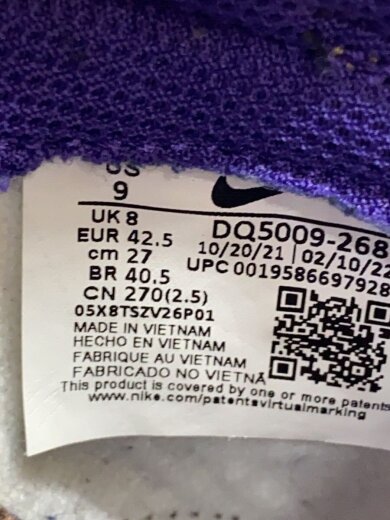 US
9
UK 8
EUR 42.5
cm 27
BR 40.5
CN 270(2.5)
05X8TSZV26P01
DQ5009-268
10/20/21 | 02/10/2
UPC 0019586697928
MADE IN VIETNAM
HECHO EN VIETNAM
FABRIQUE AU VIETNAM
FABRICADO NO VIETNÃ
This product is covered by one or more patents
www.nike.com/patentsvirtualmarking